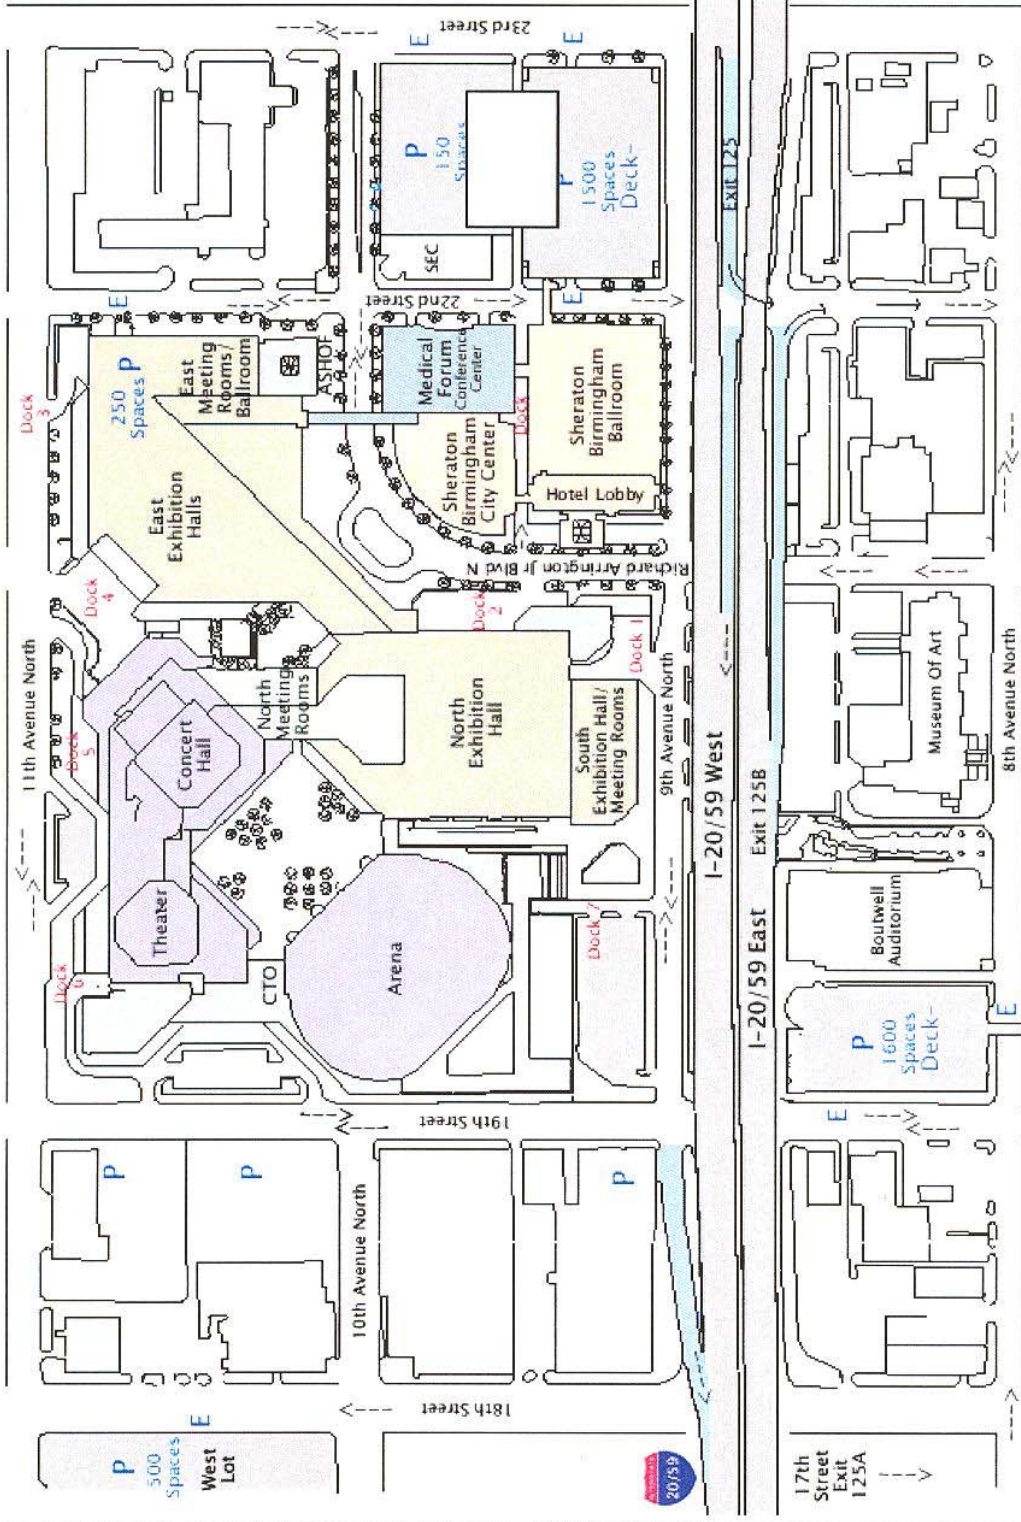 11th Avenue North
P
500
Spaces
West
Lot
E
18th Street
P
P
P
10th Avenue North
19th Street
Dock
6
Theater
CTO
Arena
Dock 7
Dock
5
Concert
Hall
North
Meeting
Rooms
North
Exhibition
Hall
South
Exhibition Hall/
Meeting Rooms
Dock
4
Dock
2
Dock 1
Dock
3
East
Exhibition
Halls
250
Spaces
P
East
Meeting
Rooms/
Ballroom
ASHOF
Richard Arrington Jr Blvd N
Sheraton
Birmingham
City Center
Medical
Forum
Conference
Center
Dock
Hotel Lobby
Sheraton
Birmingham
Ballroom
E
22nd Street
E
SEC
P
150
Spaces
P
1500
Spaces
Deck-
E
E
23rd Street
9th Avenue North
I-20/59 West
I-20/59 East
Exit 125B
Exit 125
INTERSTATE
20/59
17th
Street
Exit
125A
E
P
1600
Spaces
Deck-
E
Boutwell
Auditorium
Museum Of Art
8th Avenue North